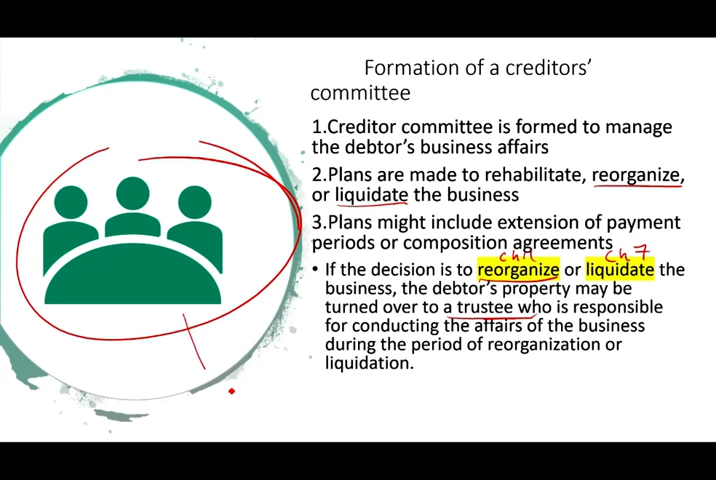 Formation of a creditors'
committee
1.Creditor committee is formed to manage
the debtor's business affairs
2.Plans are made to rehabilitate, reorganize,
or liquidate the business
3.Plans might include extension of payment
periods or composition agreements
ch 7
• If the decision is to reorganize or liquidate the
business, the debtor's property may be
turned over to a trustee who is responsible
for conducting the affairs of the business
during the period of reorganization or
liquidation.